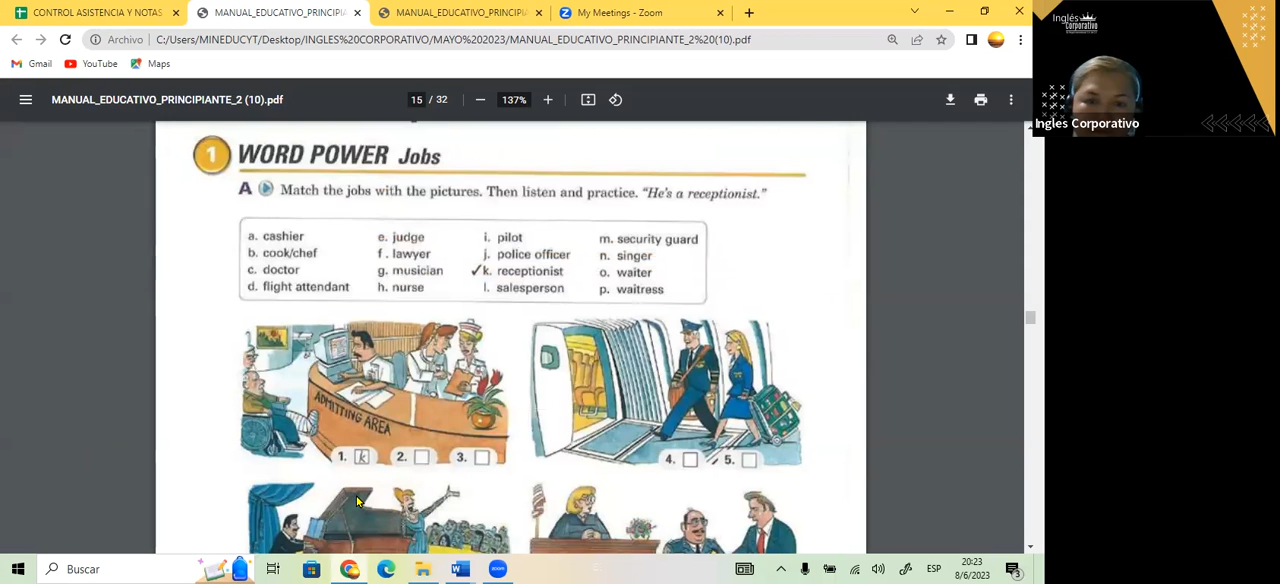 CONTROL ASISTENCIA Y NOTAS
MANUAL_EDUCATIVO_PRINCIPIA
MANUAL_EDUCATIVO_PRINCIPIA
My Meetings - Zoom
Archivo
C:/Users/MINEDUCYT/Desktop/INGLES%20CORPORATIVO/MAYO%202023/MANUAL_EDUCATIVO_PRINCIPIANTE_2%20(10).pdf
Gmail
YouTube
Maps
MANUAL_EDUCATIVO_PRINCIPIANTE_2 (10).pdf
15 / 32
137%
Inglés
Corporativo
Ingles Corporativo
1 WORD POWER Jobs
A Match the jobs with the pictures. Then listen and practice. “He's a receptionist.”
a. cashier
b. cook/chef
c. doctor
d. flight attendant
e. judge
f. lawyer
g. musician
h. nurse
i. pilot
j. police officer
✓k. receptionist
l. salesperson
m. security guard
n. singer
o. waiter
p. waitress
ADMITTING AREA
1. k 2. 3.
4. 5.
Buscar
zoom
ESP
20:23
8/6/2023
3